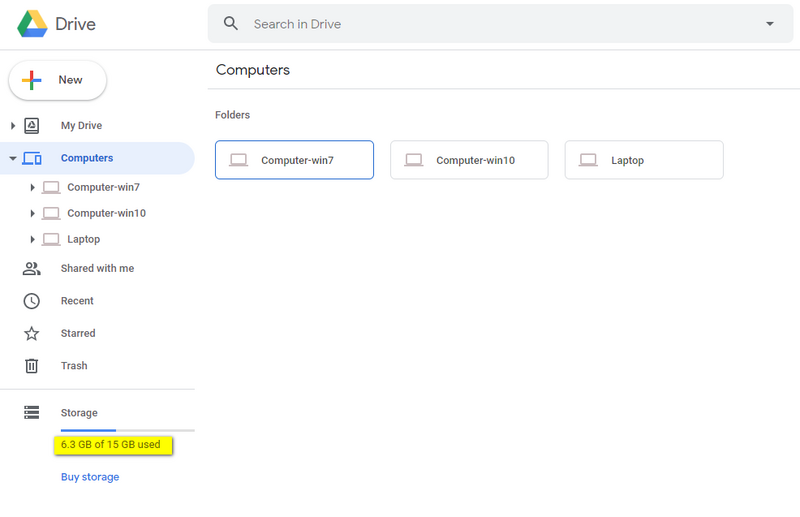 Drive
Search in Drive
New
My Drive
Computers
Computer-win7
Computer-win10
Laptop
Shared with me
Recent
Starred
Trash
Storage
6.3 GB of 15 GB used
Buy storage
Computers
Folders
Computer-win7
Computer-win10
Laptop